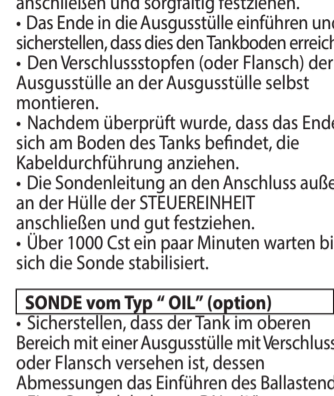 anschließen und sorgfältig festziehen.
• Das Ende in die Ausgusstülle einführen und
sicherstellen, dass dies den Tankboden erreich
• Den Verschlussstopfen (oder Flansch) der
Ausgusstülle an der Ausgusstülle selbst
montieren.
• Nachdem überprüft wurde, dass das Ende
sich am Boden des Tanks befindet, die
Kabeldurchführung anziehen.
• Die Sondenleitung an den Anschluss auße
an der Hülle der STEUEREINHEIT
anschließen und gut festziehen.
• Über 1000 Cst ein paar Minuten warten bi
sich die Sonde stabilisiert.
SONDE vom Typ “ OIL” (option)
• Sicherstellen, dass der Tank im oberen
Bereich mit einer Ausgusstülle mit Verschluss
oder Flansch versehen ist, dessen
Abmessungen das Einführen des Ballastend